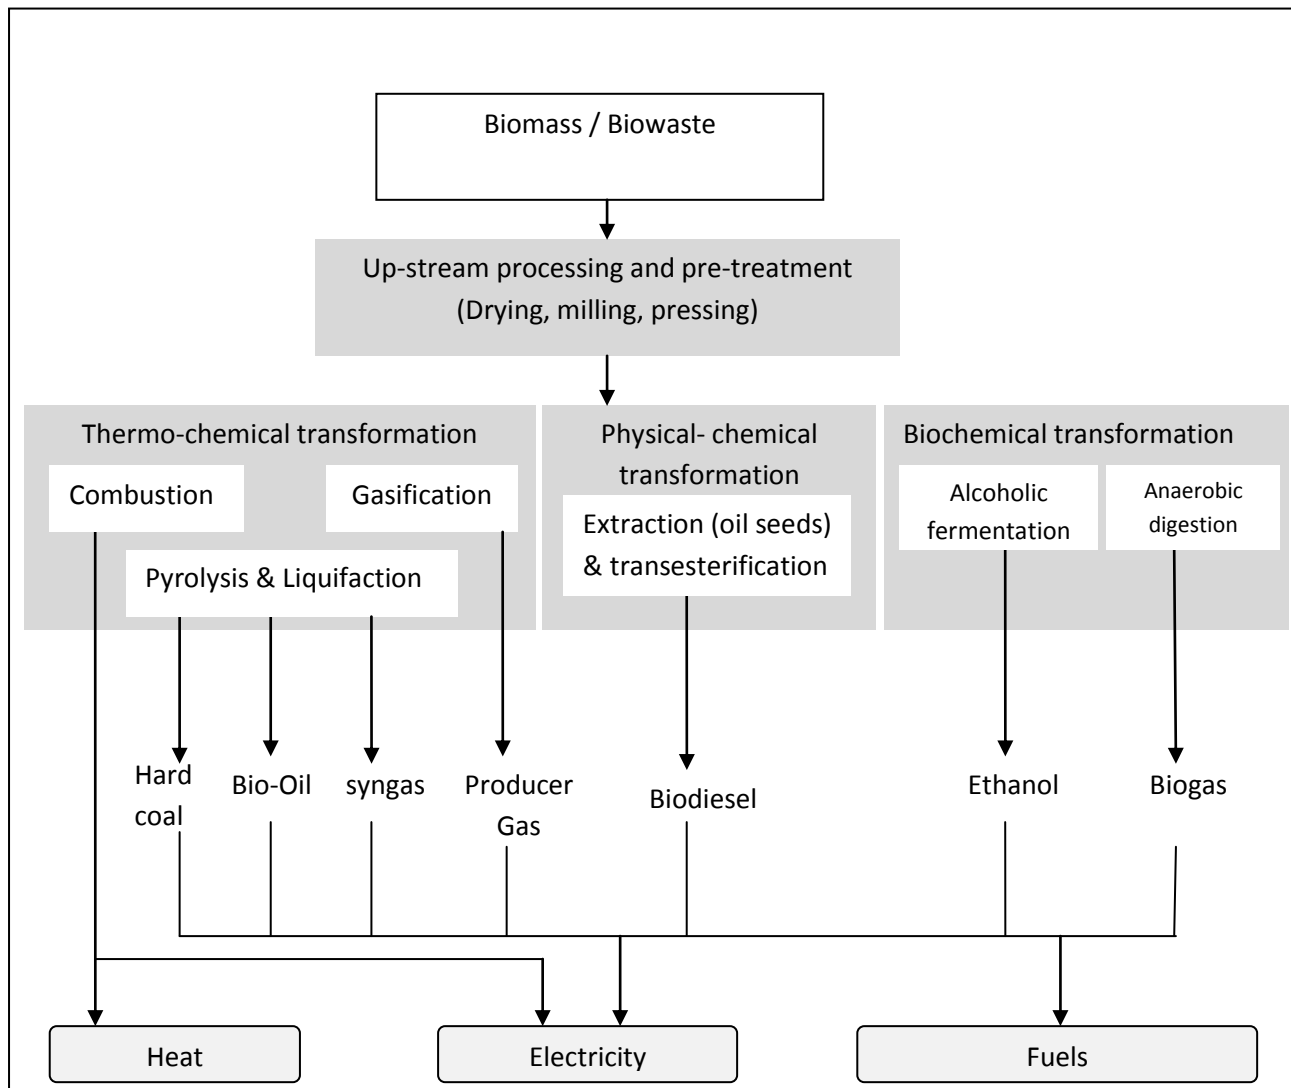 Biomass / Biowaste
Up-stream processing and pre-treatment
(Drying, milling, pressing)
Thermo-chemical transformation
Combustion
Gasification
Pyrolysis & Liquifaction
Physical- chemical
transformation
Extraction (oil seeds)
& transesterification
Biochemical transformation
Alcoholic
fermentation
Anaerobic
digestion
Hard
coal
Bio-Oil
syngas
Producer
Gas
Biodiesel
Ethanol
Biogas
Heat
Electricity
Fuels